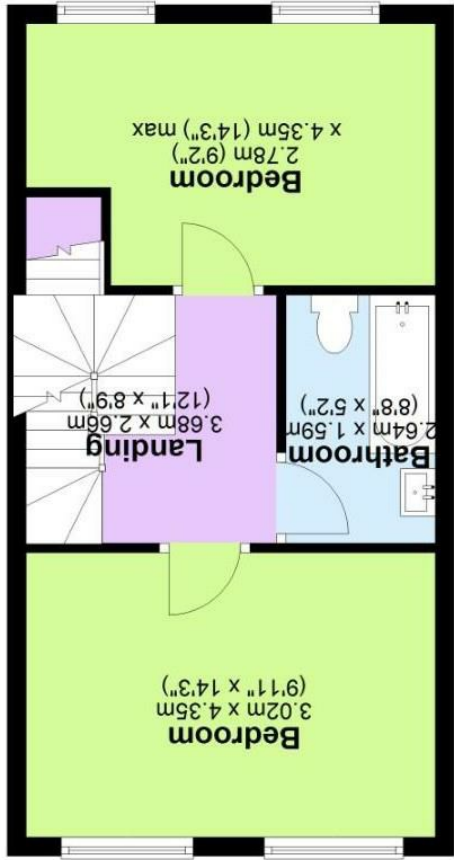 Bedroom
3.02m x 4.35m
(9'11" x 14'3")
Bathroom
2.64m x 1.59m
(8'8" x 5'2")
Landing
3.68m x 2.66m
(12'1" x 8'9")
Bedroom
2.78m (9'2")
x 4.35m (14'3") max